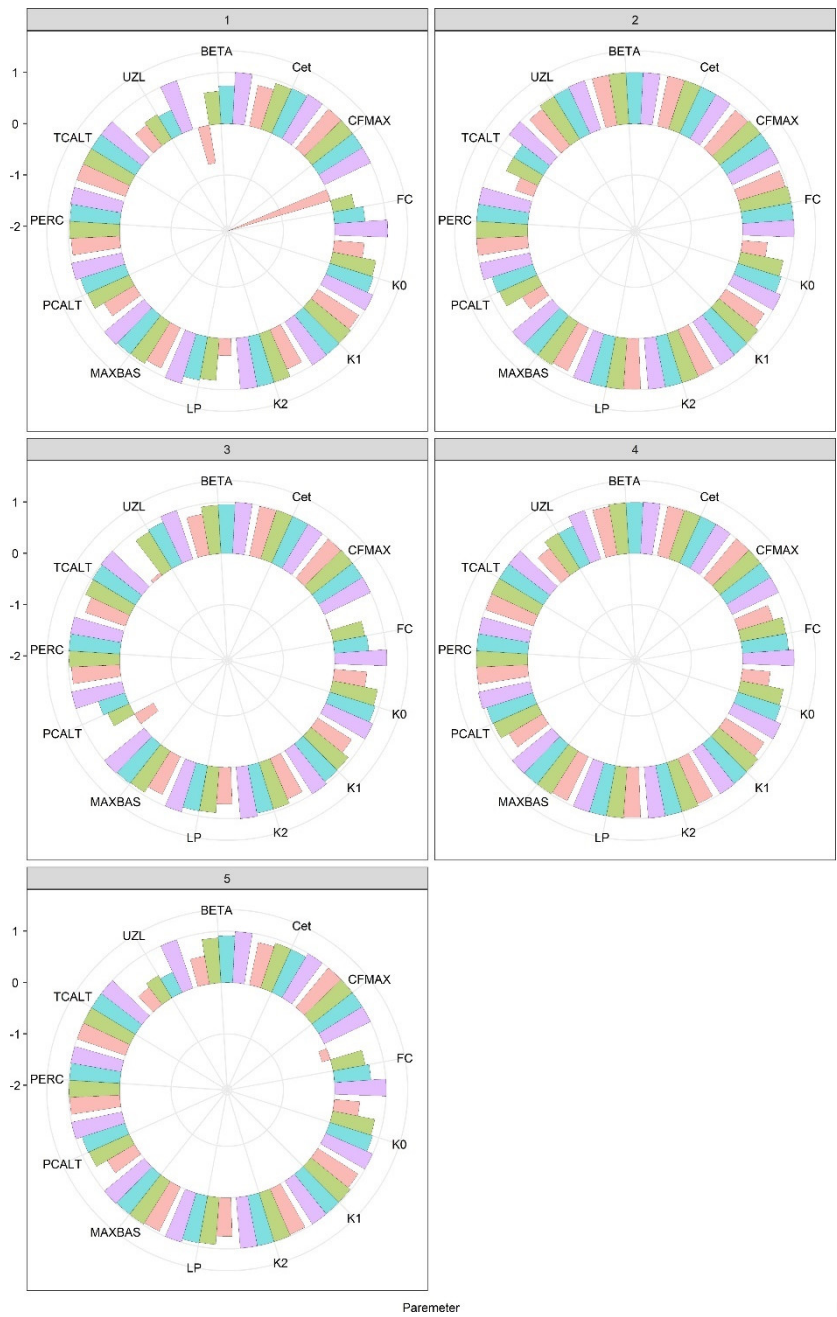 1
2
BETA
Cet
CFMAX
FC
K0
K1
K2
LP
MAXBAS
PCALT
PERC
TCALT
UZL
1
0
-1
-2
BETA
Cet
CFMAX
FC
K0
K1
K2
LP
MAXBAS
PCALT
PERC
TCALT
UZL
3
4
BETA
Cet
CFMAX
FC
K0
K1
K2
LP
MAXBAS
PCALT
PERC
TCALT
UZL
1
0
-1
-2
BETA
Cet
CFMAX
FC
K0
K1
K2
LP
MAXBAS
PCALT
PERC
TCALT
UZL
5
BETA
Cet
CFMAX
FC
K0
K1
K2
LP
MAXBAS
PCALT
PERC
TCALT
UZL
1
0
-1
-2
Paremeter